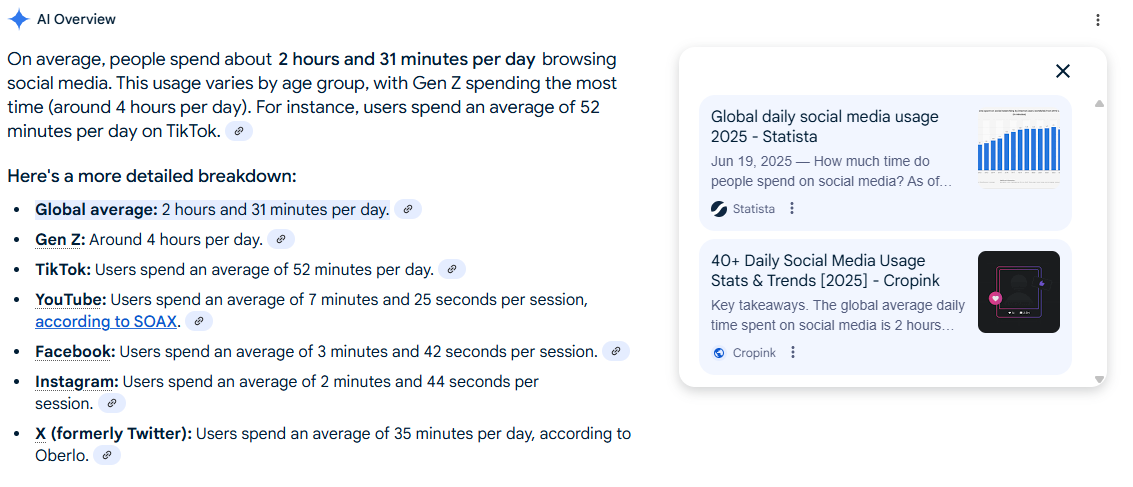 AI Overview
On average, people spend about 2 hours and 31 minutes per day browsing
social media. This usage varies by age group, with Gen Z spending the most
time (around 4 hours per day). For instance, users spend an average of 52
minutes per day on TikTok.
Here's a more detailed breakdown:
Global average: 2 hours and 31 minutes per day.
Gen Z: Around 4 hours per day.
TikTok: Users spend an average of 52 minutes per day.
YouTube: Users spend an average of 7 minutes and 25 seconds per session,
according to SOAX.
Facebook: Users spend an average of 3 minutes and 42 seconds per session.
Instagram: Users spend an average of 2 minutes and 44 seconds per
session.
X (formerly Twitter): Users spend an average of 35 minutes per day, according to
Oberlo.
Global daily social media usage
2025 - Statista
Jun 19, 2025 — How much time do
people spend on social media? As of...
Statista
40+ Daily Social Media Usage
Stats & Trends [2025] - Cropink
Key takeaways. The global average daily
time spent on social media is 2 hours...
Cropink